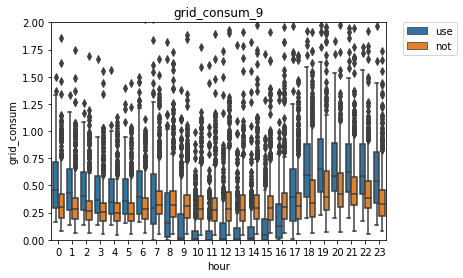 grid_consum_9
use
not
grid_consum
2.00
1.75
1.50
1.25
1.00
0.75
0.50
0.25
0.00
0 1 2 3 4 5 6 7 8 9 10 11 12 13 14 15 16 17 18 19 20 21 22 23
hour